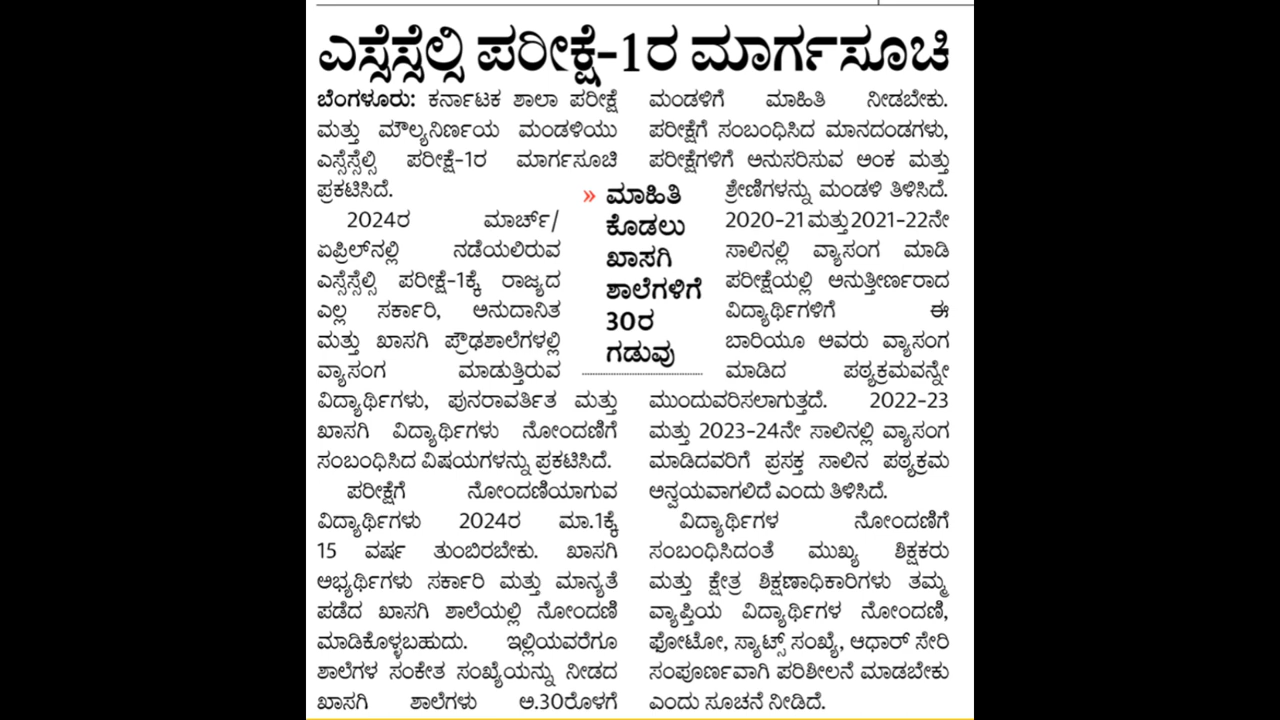 ಎಸ್ಸೆಸ್ಸೆಲ್ಸಿ ಪರೀಕ್ಷೆ-1ರ ಮಾರ್ಗಸೂಚಿ
ಬೆಂಗಳೂರು: ಕರ್ನಾಟಕ ಶಾಲಾ ಪರೀಕ್ಷೆ
ಮತ್ತು ಮೌಲ್ಯನಿರ್ಣಯ ಮಂಡಳಿಯು
ಎಸ್ಸೆಸ್ಸೆಲ್ಸಿ ಪರೀಕ್ಷೆ-1ರ ಮಾರ್ಗಸೂಚಿ
ಪ್ರಕಟಿಸಿದೆ.
2024ರ ಮಾರ್ಚ್/
ಏಪ್ರಿಲ್‌ನಲ್ಲಿ ನಡೆಯಲಿರುವ
ಎಸ್ಸೆಸ್ಸೆಲ್ಸಿ ಪರೀಕ್ಷೆ-1ಕ್ಕೆ ರಾಜ್ಯದ
ಎಲ್ಲ ಸರ್ಕಾರಿ, ಅನುದಾನಿತ
ಮತ್ತು ಖಾಸಗಿ ಪ್ರೌಢಶಾಲೆಗಳಲ್ಲಿ
ವ್ಯಾಸಂಗ ಮಾಡುತ್ತಿರುವ
ವಿದ್ಯಾರ್ಥಿಗಳು, ಪುನರಾವರ್ತಿತ ಮತ್ತು
ಖಾಸಗಿ ವಿದ್ಯಾರ್ಥಿಗಳು ನೋಂದಣಿಗೆ
ಸಂಬಂಧಿಸಿದ ವಿಷಯಗಳನ್ನು ಪ್ರಕಟಿಸಿದೆ.
ಪರೀಕ್ಷೆಗೆ ನೋಂದಣಿಯಾಗುವ
ವಿದ್ಯಾರ್ಥಿಗಳು 2024ರ ಮಾ.1ಕ್ಕೆ
15 ವರ್ಷ ತುಂಬಿರಬೇಕು. ಖಾಸಗಿ
ಅಭ್ಯರ್ಥಿಗಳು ಸರ್ಕಾರಿ ಮತ್ತು ಮಾನ್ಯತೆ
ಪಡೆದ ಖಾಸಗಿ ಶಾಲೆಯಲ್ಲಿ ನೋಂದಣಿ
ಮಾಡಿಕೊಳ್ಳಬಹುದು. ಇಲ್ಲಿಯವರೆಗೂ
ಶಾಲೆಗಳ ಸಂಕೇತ ಸಂಖ್ಯೆಯನ್ನು ನೀಡದ
ಖಾಸಗಿ ಶಾಲೆಗಳು ಅ.30ರೊಳಗೆ
» ಮಾಹಿತಿ
ಕೊಡಲು
ಖಾಸಗಿ
ಶಾಲೆಗಳಿಗೆ
30ರ
ಗಡುವು
ಮಂಡಳಿಗೆ ಮಾಹಿತಿ ನೀಡಬೇಕು.
ಪರೀಕ್ಷೆಗೆ ಸಂಬಂಧಿಸಿದ ಮಾನದಂಡಗಳು,
ಪರೀಕ್ಷೆಗಳಿಗೆ ಅನುಸರಿಸುವ ಅಂಕ ಮತ್ತು
ಶ್ರೇಣಿಗಳನ್ನು ಮಂಡಳಿ ತಿಳಿಸಿದೆ.
2020-21 ಮತ್ತು 2021-22ನೇ
ಸಾಲಿನಲ್ಲಿ ವ್ಯಾಸಂಗ ಮಾಡಿ
ಪರೀಕ್ಷೆಯಲ್ಲಿ ಅನುತ್ತೀರ್ಣರಾದ
ವಿದ್ಯಾರ್ಥಿಗಳಿಗೆ ಈ
ಬಾರಿಯೂ ಅವರು ವ್ಯಾಸಂಗ
ಮಾಡಿದ ಪಠ್ಯಕ್ರಮವನ್ನೇ
ಮುಂದುವರಿಸಲಾಗುತ್ತದೆ. 2022-23
ಮತ್ತು 2023-24ನೇ ಸಾಲಿನಲ್ಲಿ ವ್ಯಾಸಂಗ
ಮಾಡಿದವರಿಗೆ ಪ್ರಸಕ್ತ ಸಾಲಿನ ಪಠ್ಯಕ್ರಮ
ಅನ್ವಯವಾಗಲಿದೆ ಎಂದು ತಿಳಿಸಿದೆ.
ವಿದ್ಯಾರ್ಥಿಗಳ ನೋಂದಣಿಗೆ
ಸಂಬಂಧಿಸಿದಂತೆ ಮುಖ್ಯ ಶಿಕ್ಷಕರು
ಮತ್ತು ಕ್ಷೇತ್ರ ಶಿಕ್ಷಣಾಧಿಕಾರಿಗಳು ತಮ್ಮ
ವ್ಯಾಪ್ತಿಯ ವಿದ್ಯಾರ್ಥಿಗಳ ನೋಂದಣಿ,
ಫೋಟೋ, ಸ್ಯಾಟ್ಸ್ ಸಂಖ್ಯೆ, ಆಧಾರ್ ಸೇರಿ
ಸಂಪೂರ್ಣವಾಗಿ ಪರಿಶೀಲನೆ ಮಾಡಬೇಕು
ಎಂದು ಸೂಚನೆ ನೀಡಿದೆ.